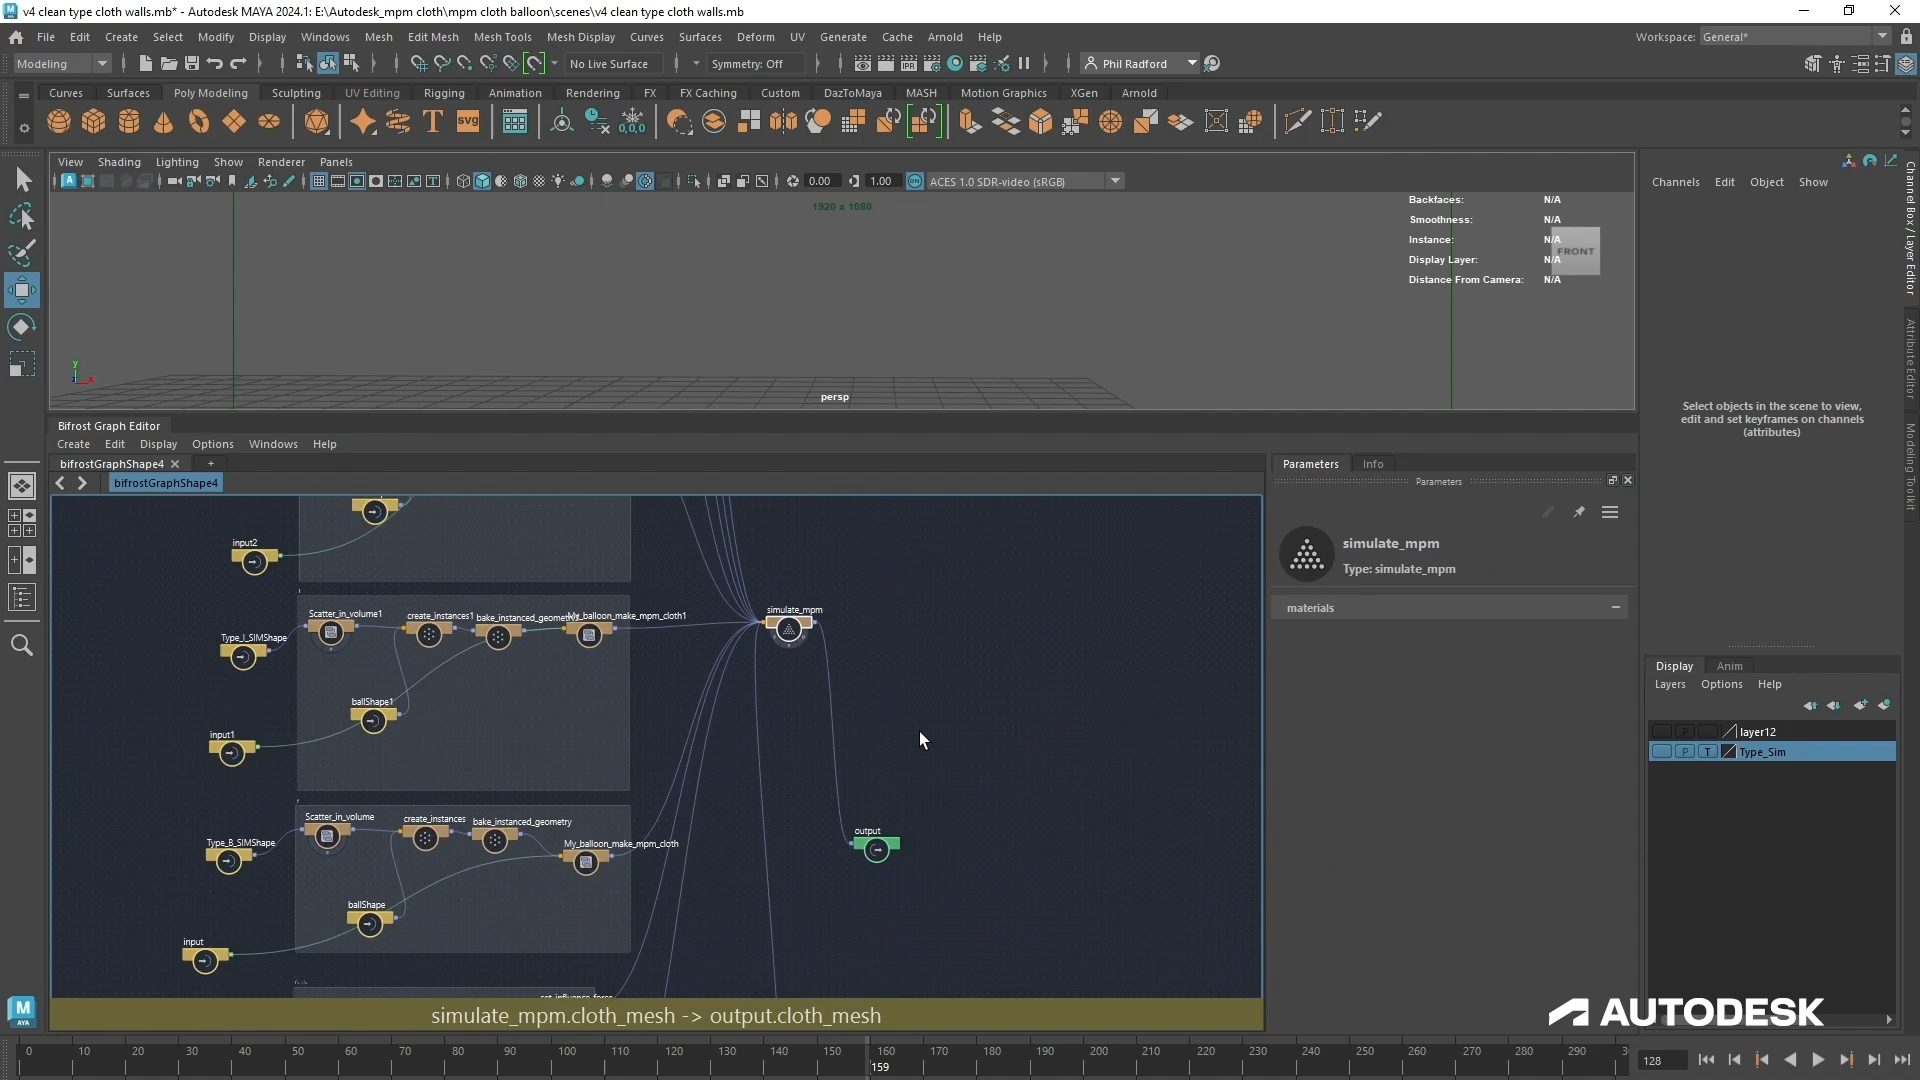 v4 clean type cloth walls.mb* - Autodesk MAYA 2024.1: E:\Autodesk_mpm cloth\mpm cloth balloon\scenes\v4 clean type cloth walls.mb
File Edit Create Select Modify Display Windows Mesh Edit Mesh Mesh Tools Mesh Display Curves Surfaces Deform UV Generate Cache Arnold Help
Workspace: General*
Modeling
No Live Surface
Symmetry: Off
Phil Radford
Curves Surfaces Poly Modeling Sculpting UV Editing Rigging Animation Rendering FX FX Caching Custom DazToMaya MASH Motion Graphics XGen Arnold
View Shading Lighting Show Renderer Panels
0.00 1.00 ACES 1.0 SDR-video (sRGB)
1920 x 1080
Backfaces: N/A
Smoothness: N/A
Instance: N/A
Display Layer: N/A
Distance From Camera: N/A
FRONT
persp
Channels Edit Object Show
Channel Box / Layer Editor
Attribute Editor
Modeling Toolkit
Select objects in the scene to view,
edit and set keyframes on channels
(attributes)
Bifrost Graph Editor
Create Edit Display Options Windows Help
bifrostGraphShape4
bifrostGraphShape4
input2
Scatter_in_volume1
create_instances1
bake_instanced_geometry
My_balloon_make_mpm_cloth1
Type_I_SIMShape
ballShape1
input1
simulate_mpm
Scatter_in_volume
create_instances
bake_instanced_geometry
My_balloon_make_mpm_cloth
Type_B_SIMShape
ballShape
input
output
simulate_mpm.cloth_mesh -> output.cloth_mesh
Parameters Info
Parameters
simulate_mpm
Type: simulate_mpm
materials
Display Anim
Layers Options Help
P layer12
P T Type_Sim
AUTODESK
MAYA
0 10 20 30 40 50 60 70 80 90 100 110 120 130 140 150 160 170 180 190 200 210 220 230 240 250 260 270 280 290
159
128